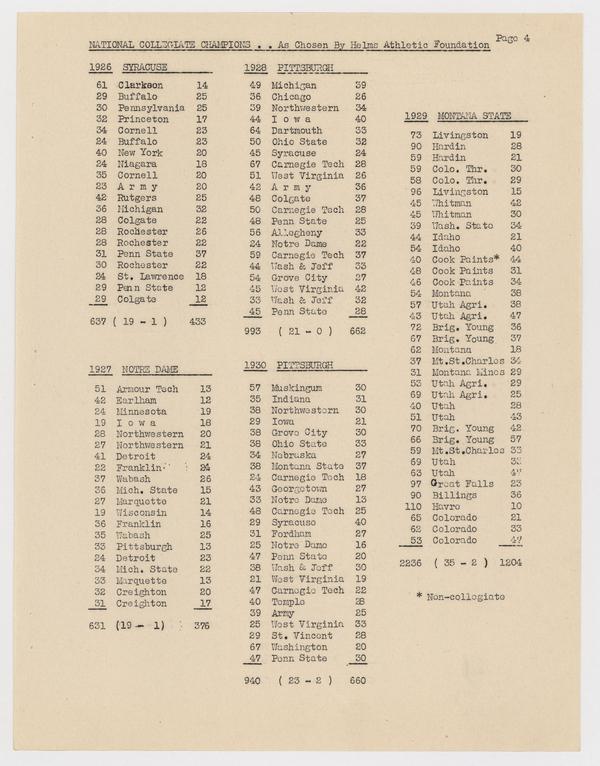 Page 4
NATIONAL COLLEGIATE CHAMPIONS . . As Chosen By Helms Athletic Foundation
1926 SYRACUSE
61 Clarkson 14
29 Buffalo 25
30 Pennsylvania 25
32 Princeton 17
34 Cornell 23
24 Buffalo 23
40 New York 20
24 Niagara 18
35 Cornell 20
23 A r m y 20
42 Rutgers 25
36 Michigan 32
28 Colgate 22
28 Rochester 26
28 Rochester 22
31 Penn State 37
30 Rochester 22
24 St. Lawrence 18
29 Penn State 12
29 Colgate 12
637 ( 19 - 1 ) 433
1927 NOTRE DAME
51 Armour Tech 13
42 Earlham 12
24 Minnesota 19
19 I o w a 18
28 Northwestern 20
27 Northwestern 21
41 Detroit 24
22 Franklin 24
37 Wabash 26
36 Mich. State 15
27 Marquette 21
19 Wisconsin 14
36 Franklin 16
35 Wabash 25
33 Pittsburgh 13
24 Detroit 23
34 Mich. State 22
33 Marquette 13
32 Creighton 20
31 Creighton 17
631 (19 - 1) 376
1928 PITTSBURGH
49 Michigan 39
36 Chicago 26
39 Northwestern 34
44 I o w a 40
64 Dartmouth 33
50 Ohio State 32
45 Syracuse 24
67 Carnegie Tech 28
51 West Virginia 26
42 A r m y 36
48 Colgate 37
50 Carnegie Tech 28
48 Penn State 25
56 Allegheny 33
24 Notre Dame 22
59 Carnegie Tech 37
44 Wash & Jeff 33
54 Grove City 27
45 West Virginia 42
33 Wash & Jeff 32
45 Penn State 28
993 ( 21 - 0 ) 662
1930 PITTSBURGH
57 Muskingum 30
35 Indiana 31
38 Northwestern 30
29 Iowa 21
38 Grove City 30
38 Ohio State 33
34 Nebraska 27
38 Montana State 37
24 Carnegie Tech 18
43 Georgetown 27
33 Notre Dame 13
48 Carnegie Tech 25
29 Syracuse 40
31 Fordham 27
25 Notre Dame 16
47 Penn State 20
38 Wash & Jeff 30
21 West Virginia 19
47 Carnegie Tech 22
40 Temple 28
39 Army 25
25 West Virginia 33
29 St. Vincent 28
67 Washington 20
47 Penn State 30
940 ( 23 - 2 ) 660
1929 MONTANA STATE
73 Livingston 19
90 Hardin 28
59 Hardin 21
59 Colo. Thr. 30
58 Colo. Thr. 29
96 Livingston 15
45 Whitman 42
45 Whitman 30
39 Wash. State 34
44 Idaho 21
54 Idaho 40
40 Cook Paints* 44
48 Cook Paints 31
46 Cook Paints 34
54 Montana 38
57 Utah Agri. 38
43 Utah Agri. 47
72 Brig. Young 36
67 Brig. Young 37
62 Montana 18
37 Mt.St.Charles
31 Montana Mines 29
53 Utah Agri. 29
69 Utah Agri. 25
40 Utah 28
51 Utah 43
70 Brig. Young 42
66 Brig. Young 57
59 Mt.St.Charles
69 Utah
63 Utah
97 Great Falls 23
90 Billings 36
110 Havre 10
65 Colorado 21
62 Colorado 33
53 Colorado
2236 ( 35 - 2 ) 1204
* Non-collegiate